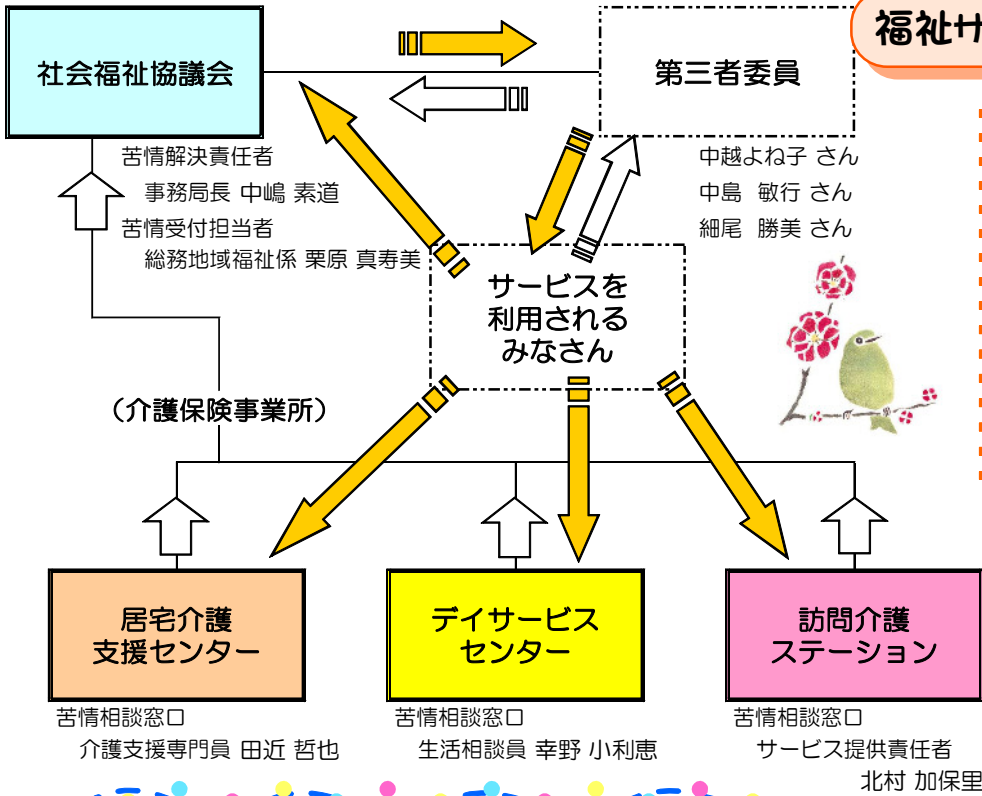 福祉サ
社会福祉協議会
第三者委員
苦情解決責任者
事務局長 中嶋 素道
苦情受付担当者
総務地域福祉係 栗原 真寿美
中越よね子 さん
中島 敏行 さん
細尾 勝美 さん
サービスを
利用される
みなさん
(介護保険事業所)
居宅介護
支援センター
苦情相談窓口
介護支援専門員 田近 哲也
デイサービス
センター
苦情相談窓口
生活相談員 幸野 小利恵
訪問介護
ステーション
苦情相談窓口
サービス提供責任者
北村 加保里